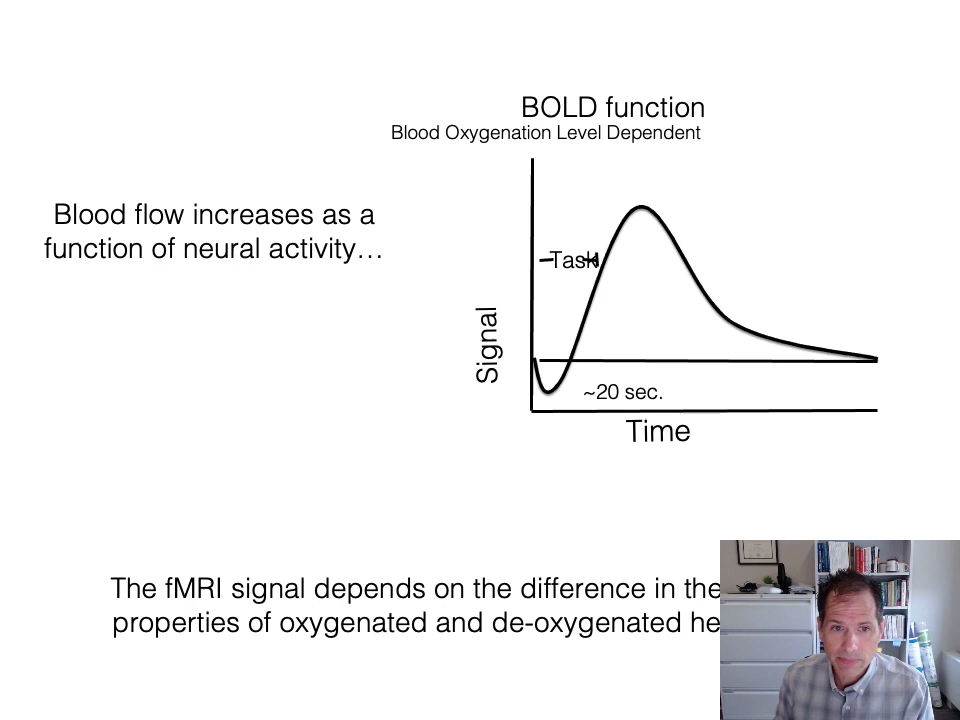 BOLD function
Blood Oxygenation Level Dependent
Blood flow increases as a
function of neural activity…
Task
Signal
~20 sec.
Time
The fMRI signal depends on the difference in the
properties of oxygenated and de-oxygenated he